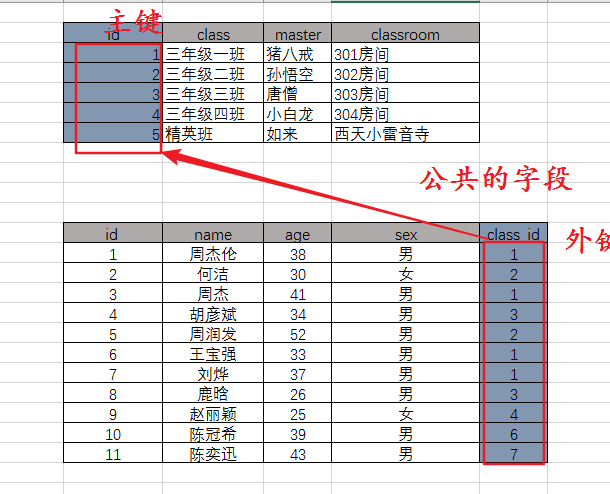 主键
id class master classroom
1 三年级一班 猪八戒 301房间
2 三年级二班 孙悟空 302房间
3 三年级三班 唐僧 303房间
4 三年级四班 小白龙 304房间
5 精英班 如来 西天小雷音寺
公共的字段
外键
id name age sex class_id
1 周杰伦 38 男 1
2 何洁 30 女 2
3 周杰 41 男 1
4 胡彦斌 34 男 3
5 周润发 52 男 2
6 王宝强 33 男 1
7 刘烨 37 男 1
8 鹿晗 26 男 3
9 赵丽颖 25 女 4
10 陈冠希 39 男 6
11 陈奕迅 43 男 7